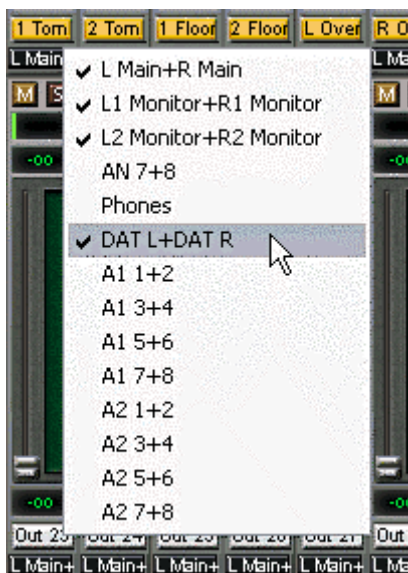 1 Tom 2 Tom 1 Floor 2 Floor L Over R O
L Main L Ma
M S M
L Main+R Main
L1 Monitor+R1 Monitor
L2 Monitor+R2 Monitor
-oo -oo
AN 7+8
Phones
DAT L+DAT R
A1 1+2
A1 3+4
A1 5+6
A1 7+8
A2 1+2
A2 3+4
A2 5+6
A2 7+8
-oo -oo
Out 23 Out 24 Out 25 Out 26 Out 27 Out
L Main+ L Main+ L Main+ L Main+ L Main+ L Ma